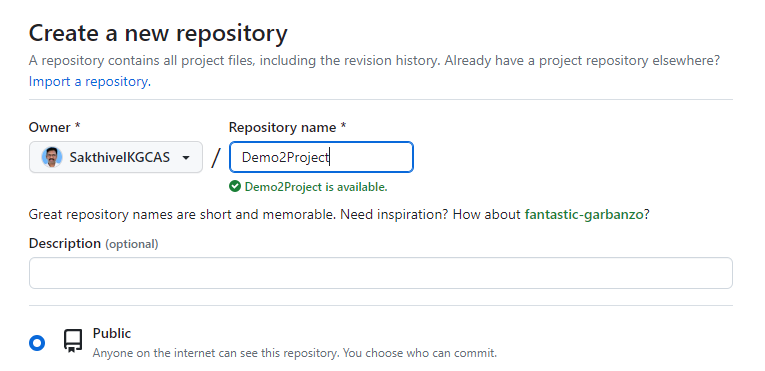 Create a new repository
A repository contains all project files, including the revision history. Already have a project repository elsewhere?
Import a repository.
Owner * Repository name *
SakthivelKGCAS / Demo2Project
Demo2Project is available.
Great repository names are short and memorable. Need inspiration? How about fantastic-garbanzo?
Description (optional)
Public
Anyone on the internet can see this repository. You choose who can commit.